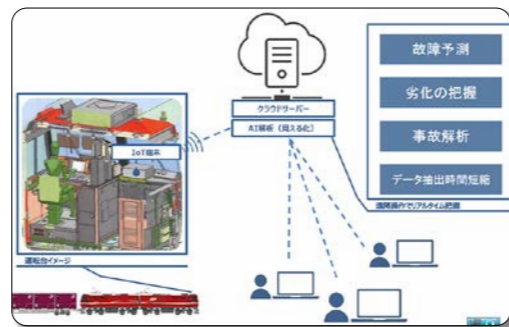 故障予測
劣化の把握
事故解析
データ抽出時間短縮
遠隔操作でリアルタイム把握
クラウドサーバー
AI解析（見える化）
IoT端末
運転台イメージ